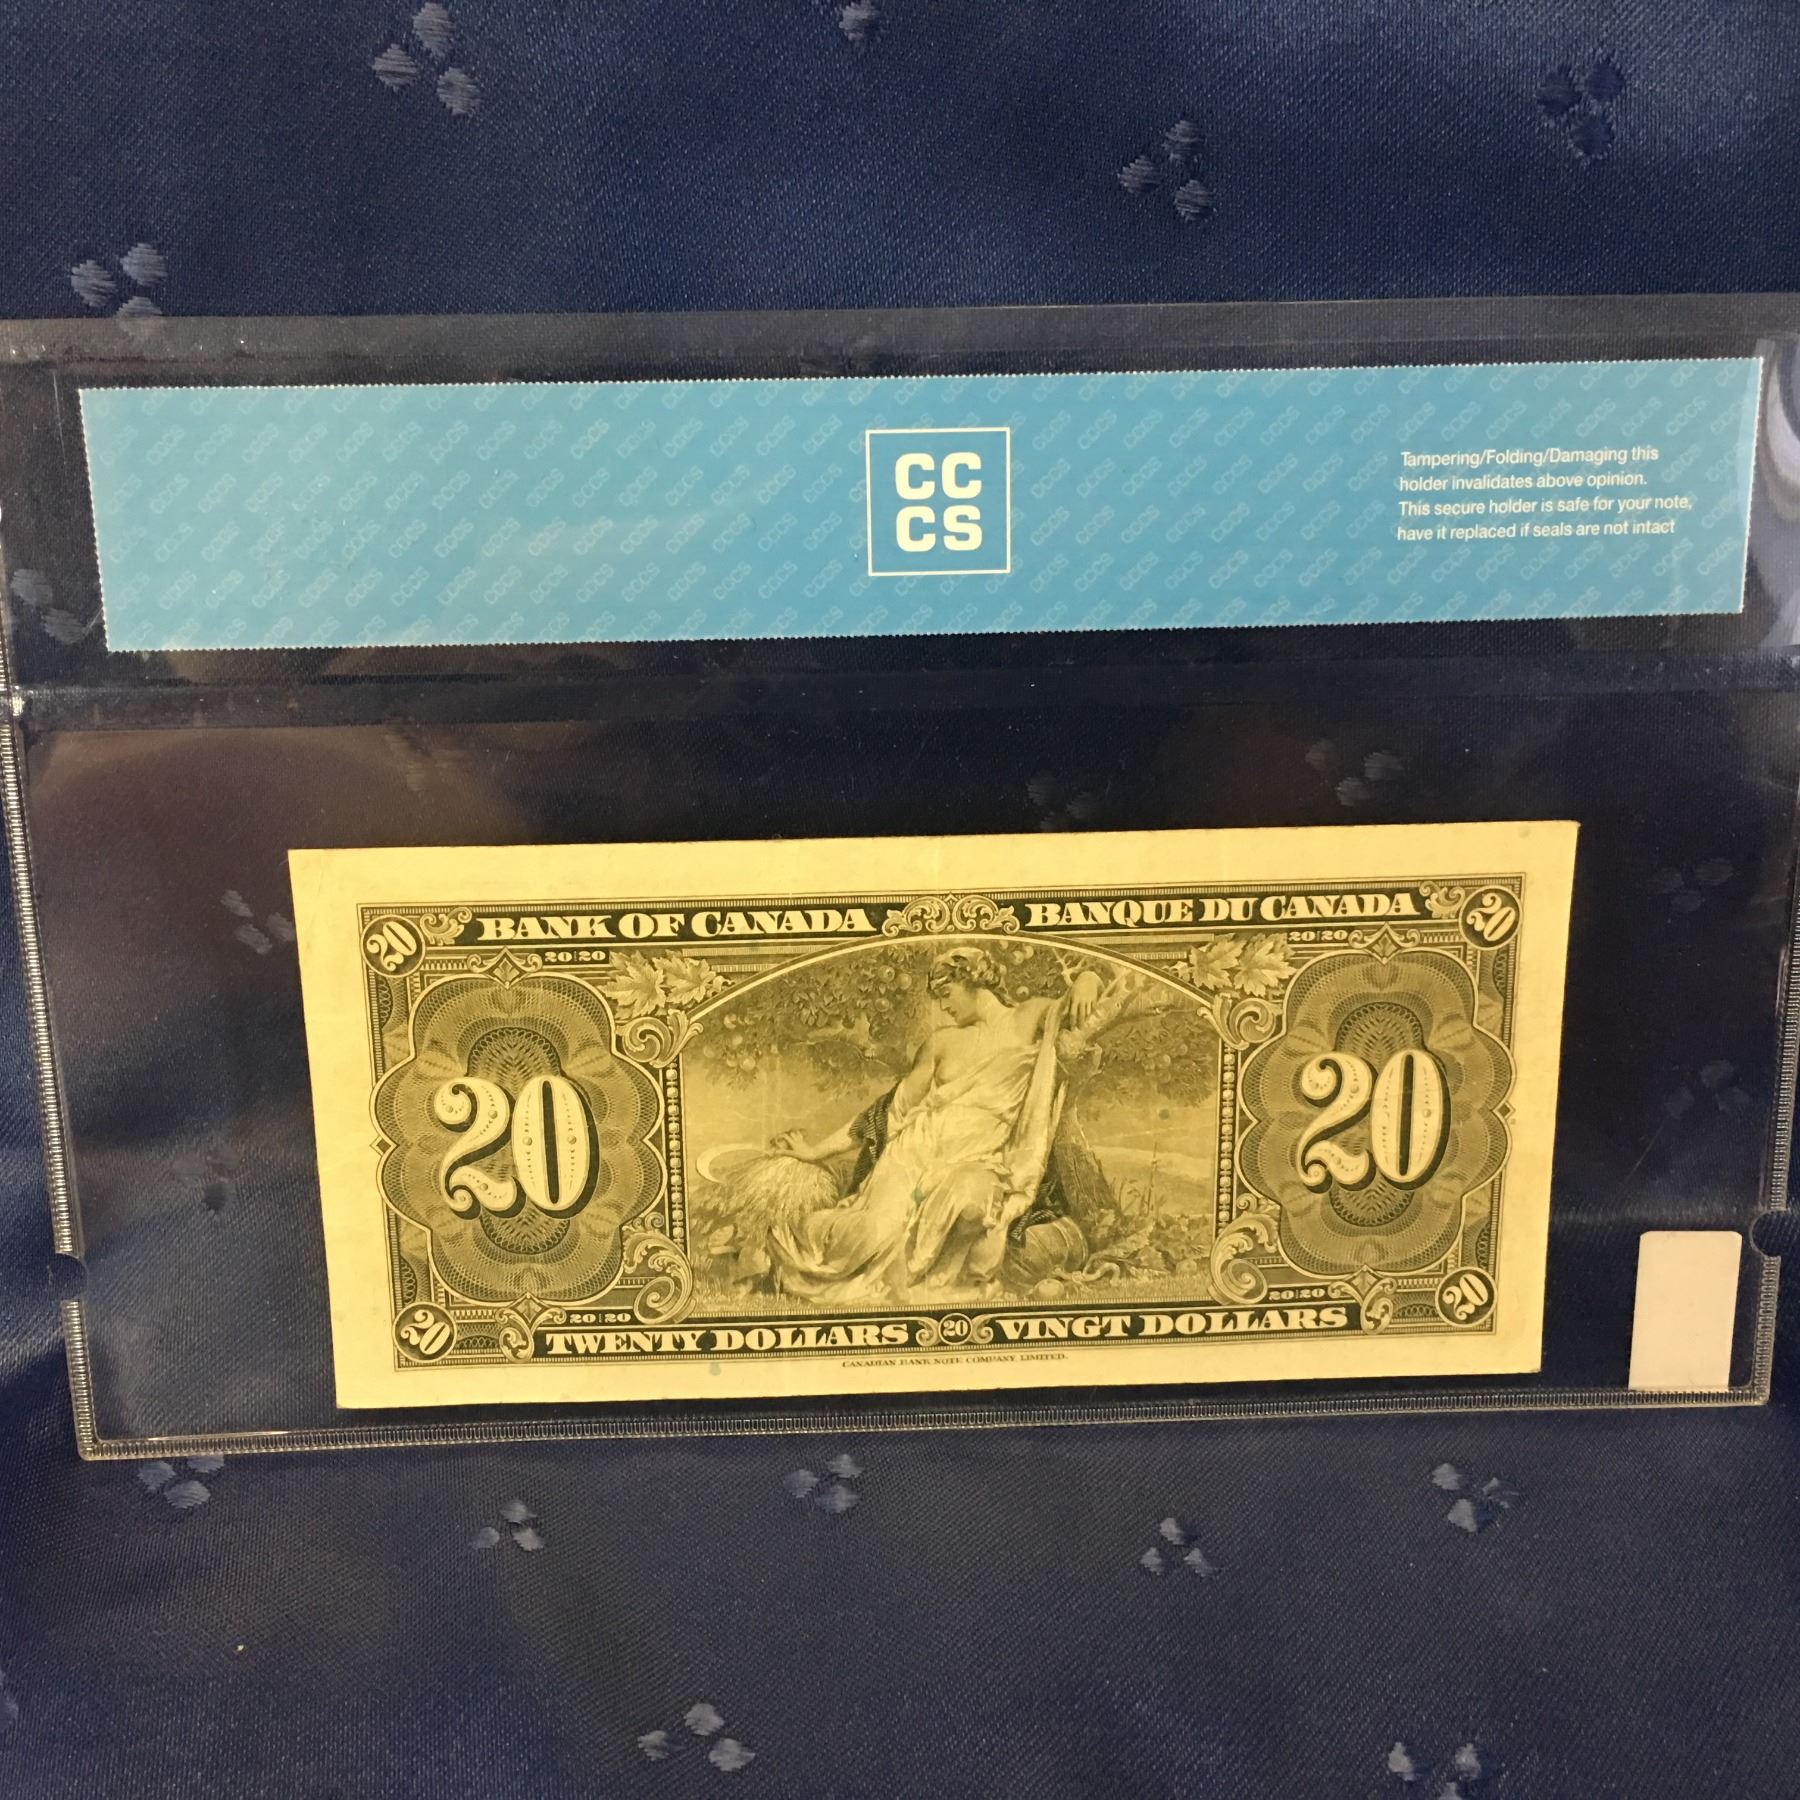 CC
CS
Tampering/Folding/Damaging this
holder invalidates above opinion.
This secure holder is safe for your note,
have it replaced if seals are not intact
20 BANK OF CANADA BANQUE DU CANADA 20
20 20 20 20
20 20
20 20 20 20
20 TWENTY DOLLARS 20 VINGT DOLLARS 20
CANADIAN BANK NOTE COMPANY LIMITED.